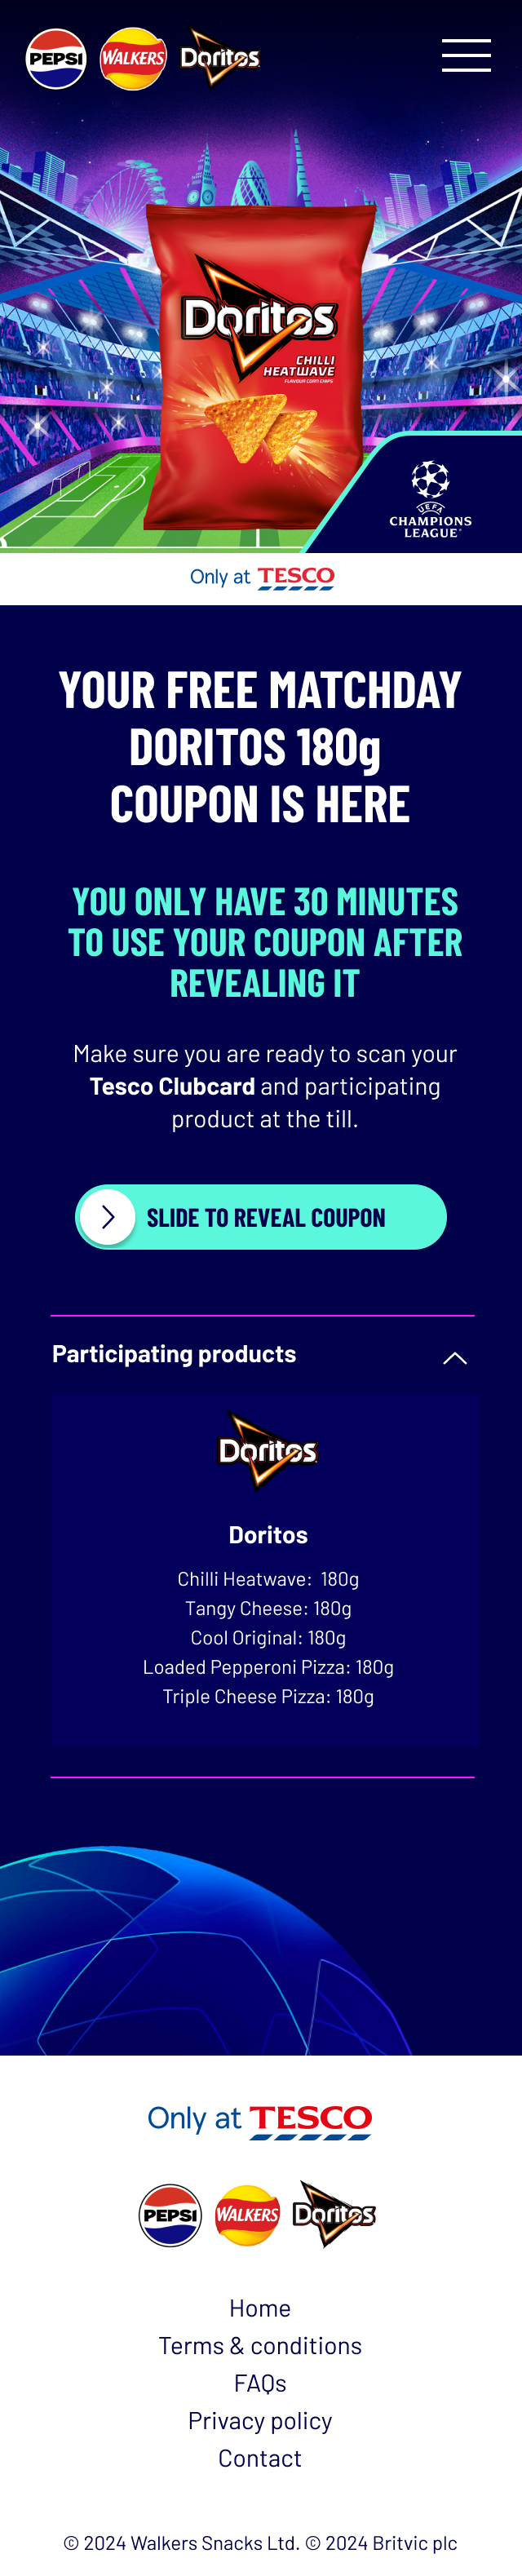 PEPSI
WALKERS
Doritos
Doritos
CHILLI
HEATWAVE
FLAVOUR CORN CHIPS
UEFA
CHAMPIONS
LEAGUE
Only at TESCO
YOUR FREE MATCHDAY
DORITOS 180g
COUPON IS HERE
YOU ONLY HAVE 30 MINUTES
TO USE YOUR COUPON AFTER
REVEALING IT
Make sure you are ready to scan your
Tesco Clubcard and participating
product at the till.
SLIDE TO REVEAL COUPON
Participating products
Doritos
Doritos
Chilli Heatwave: 180g
Tangy Cheese: 180g
Cool Original: 180g
Loaded Pepperoni Pizza: 180g
Triple Cheese Pizza: 180g
Only at TESCO
PEPSI
WALKERS
Doritos
Home
Terms & conditions
FAQs
Privacy policy
Contact
© 2024 Walkers Snacks Ltd. © 2024 Britvic plc